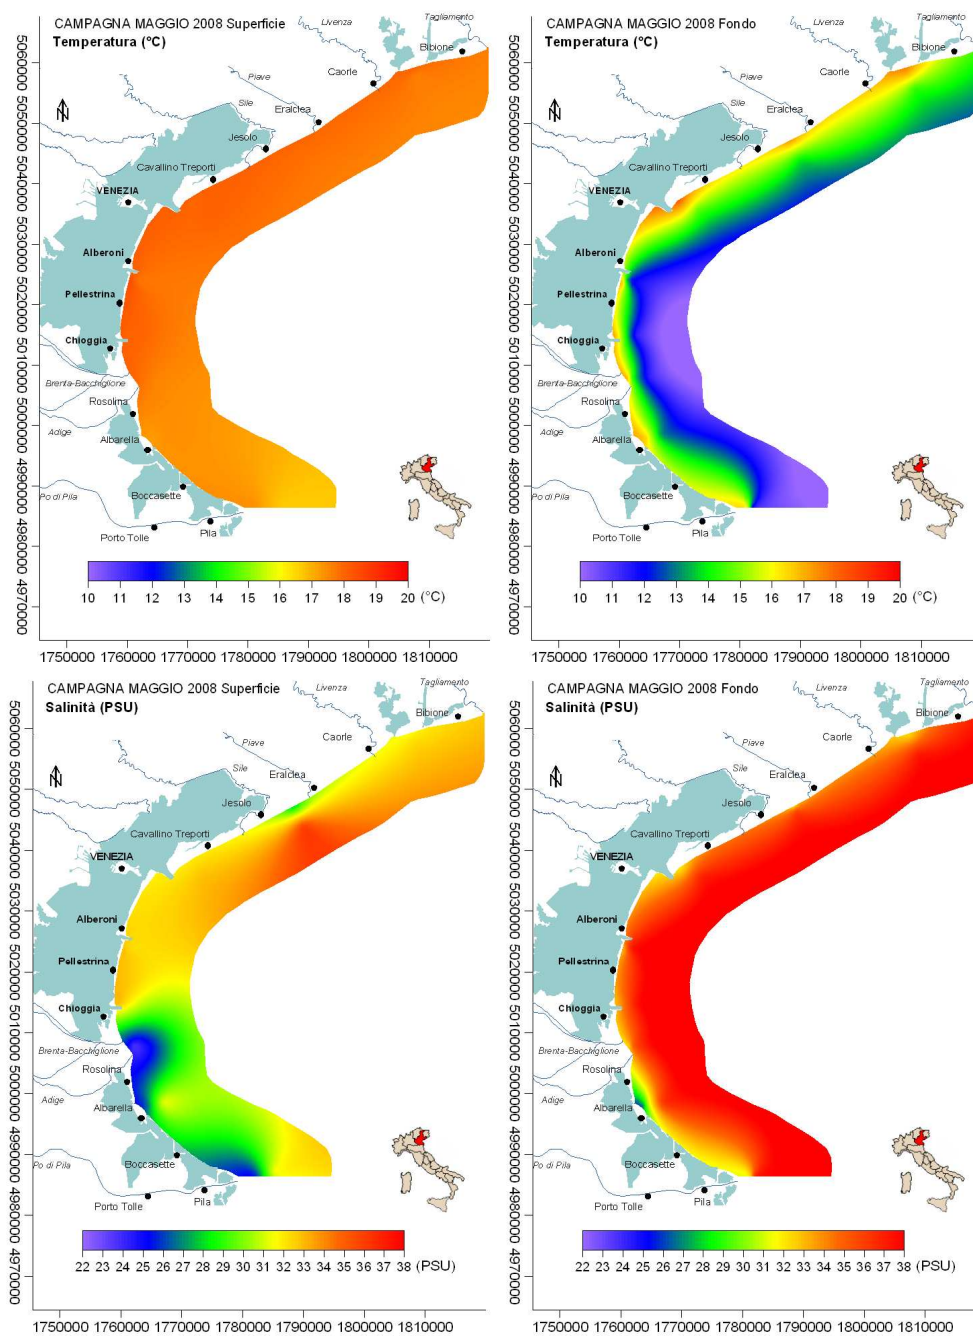 CAMPAGNA MAGGIO 2008 Superficie
Temperatura (°C)
Livenza
Tagliamento
Bibione
Caorle
Piave
Eraclea
Sile
Jesolo
Cavallino Treporti
VENEZIA
Alberoni
Pellestrina
Chioggia
Brenta-Bacchiglione
Rosolina
Adige
Albarella
Boccasette
Po di Pila
Porto Tolle
Pila
5060000
5050000
5040000
5030000
5020000
5010000
5000000
4990000
4980000
4970000
10 11 12 13 14 15 16 17 18 19 20 (°C)
1750000 1760000 1770000 1780000 1790000 1800000 1810000
CAMPAGNA MAGGIO 2008 Fondo
Temperatura (°C)
Livenza
Tagliamento
Bibione
Caorle
Piave
Eraclea
Sile
Jesolo
Cavallino Treporti
VENEZIA
Alberoni
Pellestrina
Chioggia
Brenta-Bacchiglione
Rosolina
Adige
Albarella
Boccasette
Po di Pila
Porto Tolle
Pila
5060000
5050000
5040000
5030000
5020000
5010000
5000000
4990000
4980000
4970000
10 11 12 13 14 15 16 17 18 19 20 (°C)
1750000 1760000 1770000 1780000 1790000 1800000 1810000
CAMPAGNA MAGGIO 2008 Superficie
Salinità (PSU)
Livenza
Tagliamento
Bibione
Caorle
Piave
Eraclea
Sile
Jesolo
Cavallino Treporti
VENEZIA
Alberoni
Pellestrina
Chioggia
Brenta-Bacchiglione
Rosolina
Adige
Albarella
Boccasette
Po di Pila
Porto Tolle
Pila
5060000
5050000
5040000
5030000
5020000
5010000
5000000
4990000
4980000
4970000
22 23 24 25 26 27 28 29 30 31 32 33 34 35 36 37 38 (PSU)
1750000 1760000 1770000 1780000 1790000 1800000 1810000
CAMPAGNA MAGGIO 2008 Fondo
Salinità (PSU)
Livenza
Tagliamento
Bibione
Caorle
Piave
Eraclea
Sile
Jesolo
Cavallino Treporti
VENEZIA
Alberoni
Pellestrina
Chioggia
Brenta-Bacchiglione
Rosolina
Adige
Albarella
Boccasette
Po di Pila
Porto Tolle
Pila
5060000
5050000
5040000
5030000
5020000
5010000
5000000
4990000
4980000
4970000
22 23 24 25 26 27 28 29 30 31 32 33 34 35 36 37 38 (PSU)
1750000 1760000 1770000 1780000 1790000 1800000 1810000